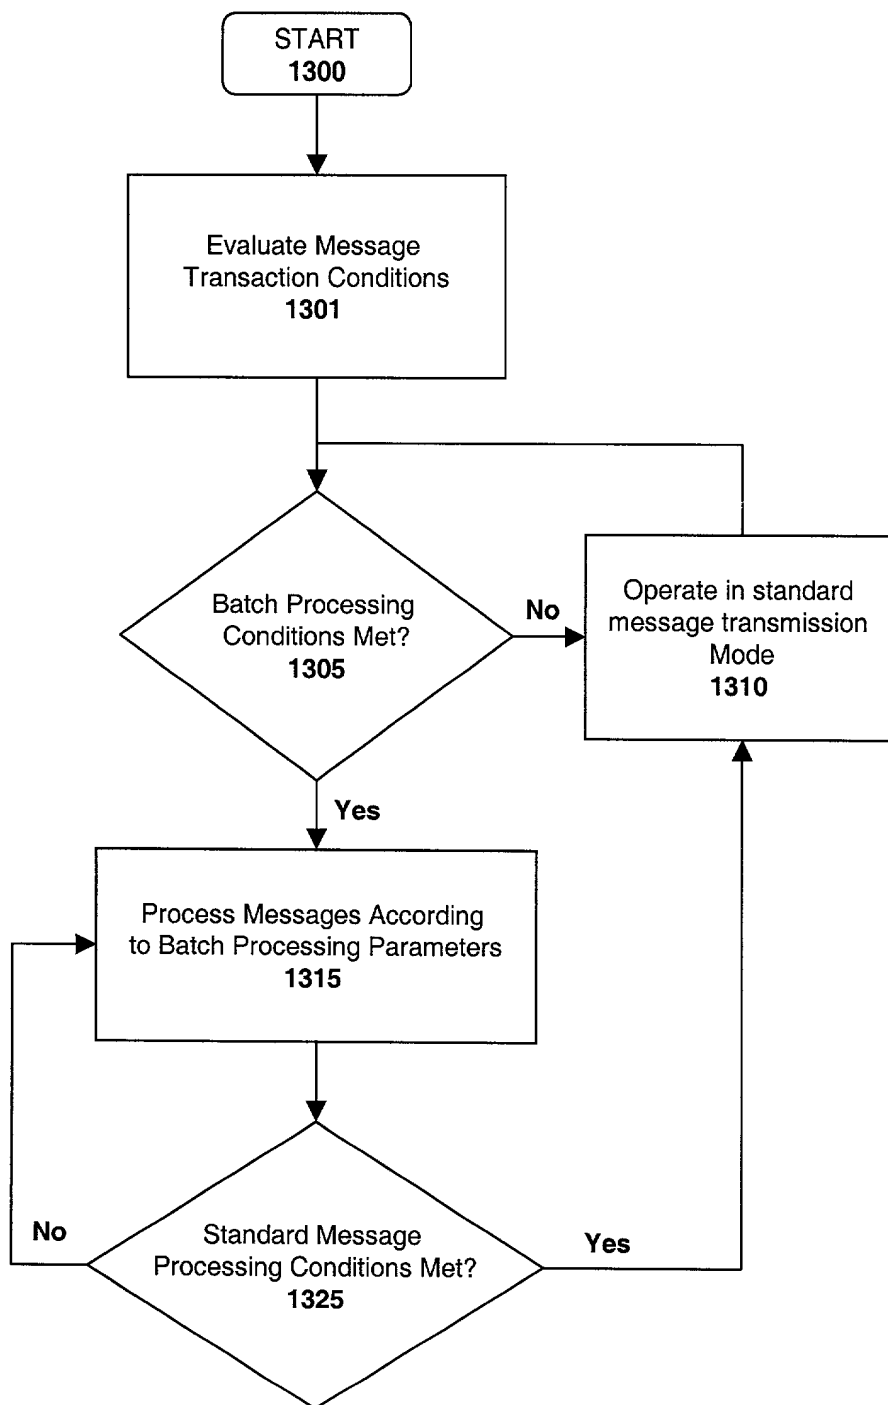 START
1300
Evaluate Message
Transaction Conditions
1301
Batch Processing
Conditions Met?
1305
No
Operate in standard
message transmission
Mode
1310
Yes
Process Messages According
to Batch Processing Parameters
1315
No
Standard Message
Processing Conditions Met?
1325
Yes